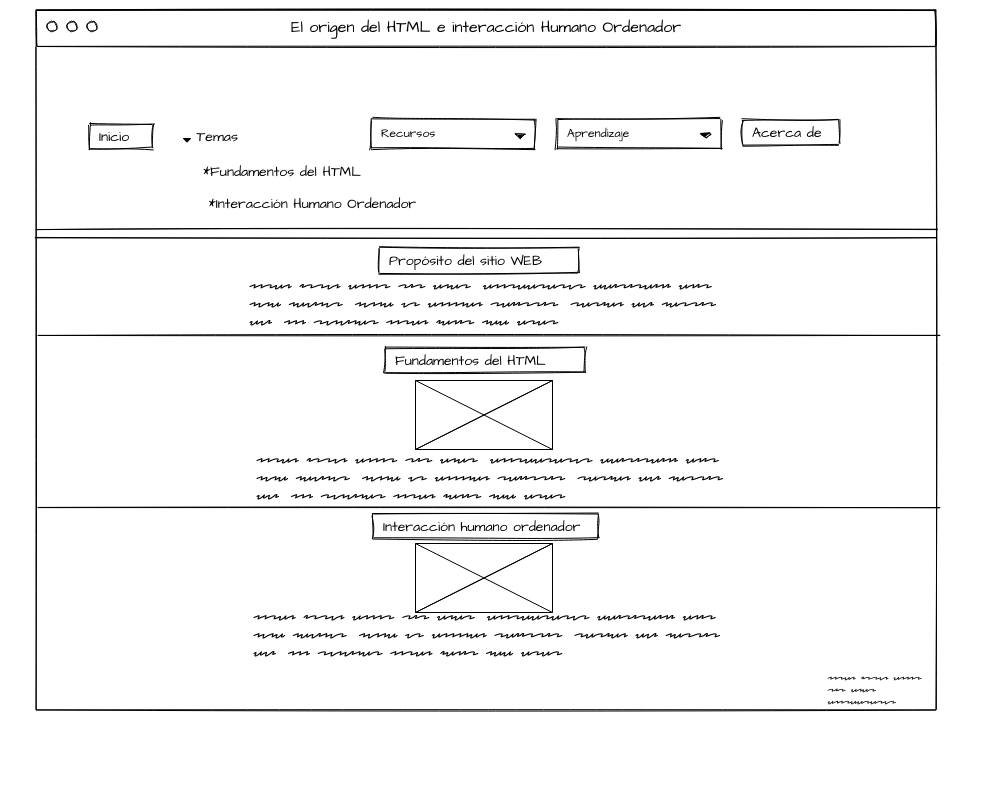 El origen del HTML e interacción Humano Ordenador
Inicio
Temas
Recursos
Aprendizaje
Acerca de
*Fundamentos del HTML
*Interacción Humano Ordenador
Propósito del sitio WEB
Fundamentos del HTML
Interacción humano ordenador